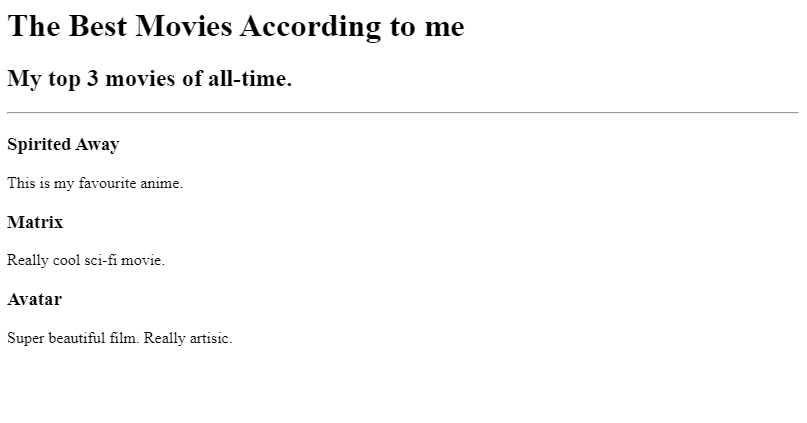 The Best Movies According to me
My top 3 movies of all-time.
Spirited Away
This is my favourite anime.
Matrix
Really cool sci-fi movie.
Avatar
Super beautiful film. Really artisic.